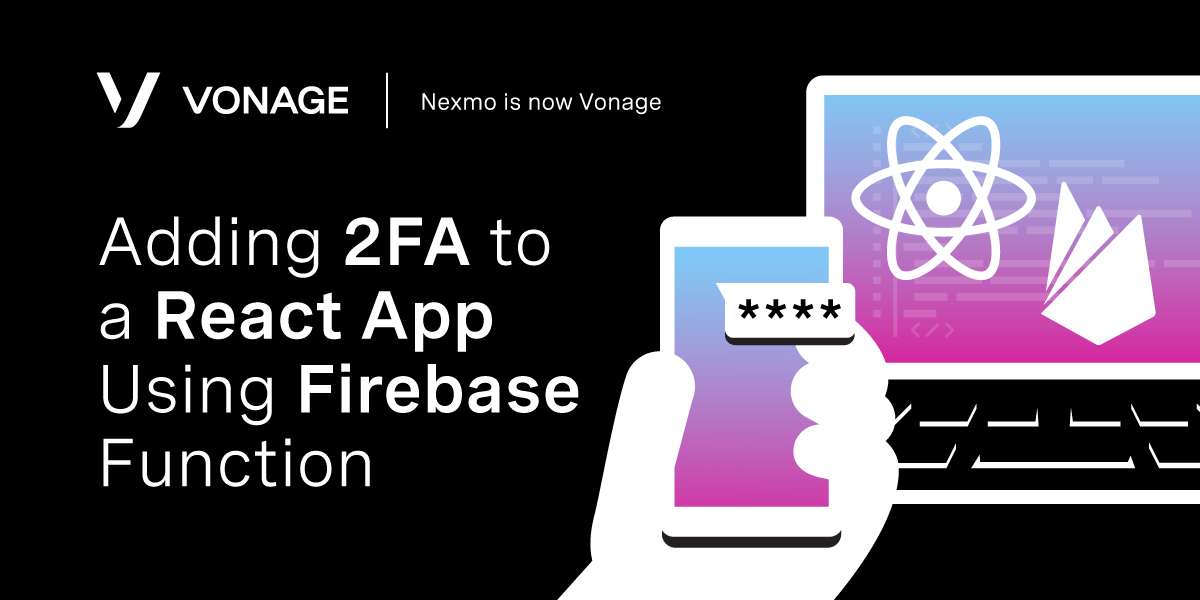 VONAGE
Nexmo is now Vonage
Adding 2FA to
a React App
Using Firebase
Function
****